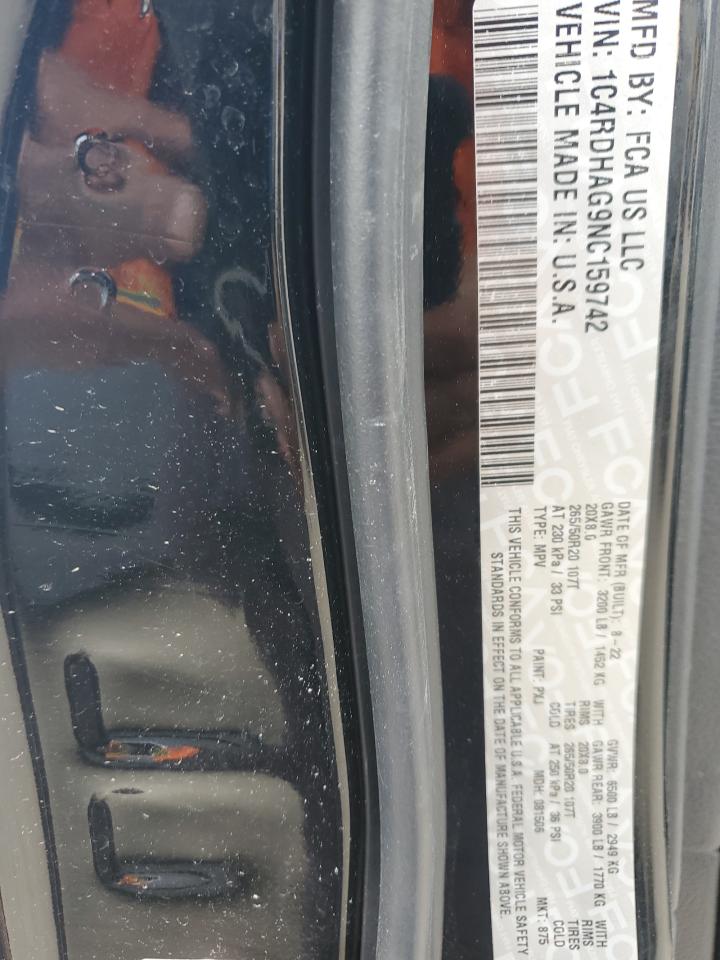 MFD BY: FCA US LLC
VIN: 1C4RDHAG9NC159742
VEHICLE MADE IN: U.S.A.
DATE OF MFR (BUILT): 8-22 GVWR: 6500 LB / 2949 KG
GAWR FRONT: 3200 LB / 1452 KG WITH GAWR REAR: 3900 LB / 1770 KG WITH
20X8.0 RIMS 20X8.0 RIMS
265/50R20 107T TIRES 265/50R20 107T TIRES
AT 230 kPa / 33 PSI COLD AT 250 kPa / 36 PSI COLD
TYPE: MPV PAINT: PXJ MDH: 081506 MKT: 875
THIS VEHICLE CONFORMS TO ALL APPLICABLE U.S.A. FEDERAL MOTOR VEHICLE SAFETY
STANDARDS IN EFFECT ON THE DATE OF MANUFACTURE SHOWN ABOVE.